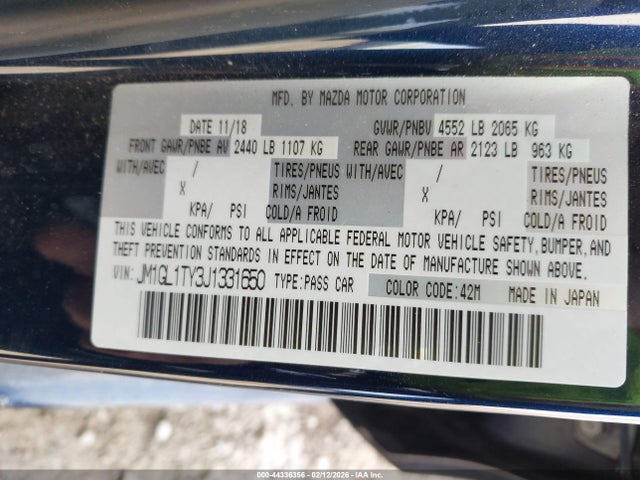 MFD. BY MAZDA MOTOR CORPORATION
DATE 11/18 GVWR/PNBV 4552 LB 2065 KG
FRONT GAWR/PNBE AV 2440 LB 1107 KG REAR GAWR/PNBE AR 2123 LB 963 KG
WITH/AVEC / TIRES/PNEUS WITH/AVEC / TIRES/PNEUS
X RIMS/JANTES X RIMS/JANTES
KPA/ PSI COLD/A FROID KPA/ PSI COLD/A FROID
THIS VEHICLE CONFORMS TO ALL APPLICABLE FEDERAL MOTOR VEHICLE SAFETY, BUMPER, AND
THEFT PREVENTION STANDARDS IN EFFECT ON THE DATE OF MANUFACTURE SHOWN ABOVE.
VIN: JM1GL1TY3J1331650 TYPE:PASS CAR COLOR CODE:42M MADE IN JAPAN
000-44336356 - 02/12/2026 - IAA Inc.